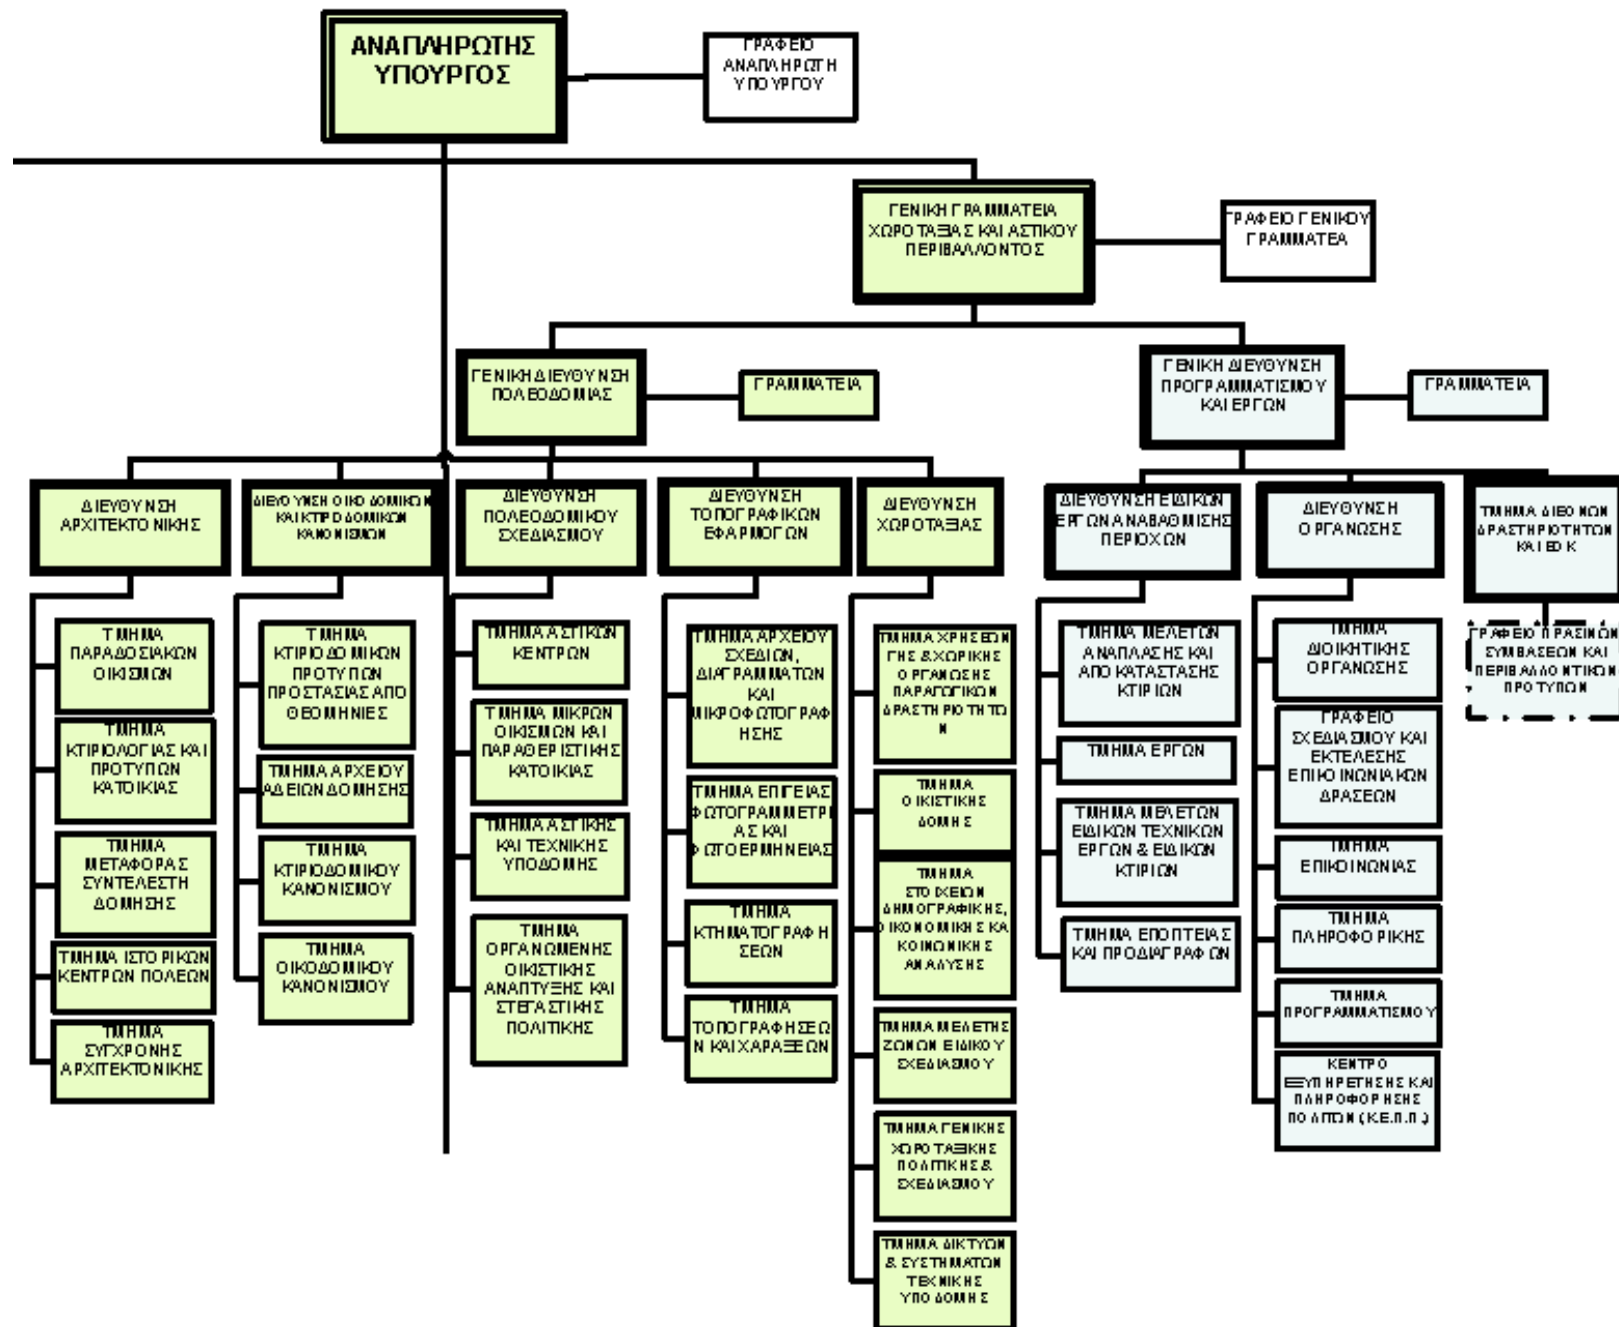 ΑΝΑΠΛΗΡΩΤΗΣ
ΥΠΟΥΡΓΟΣ
ΓΡΑΦΕΙΟ
ΑΝΑΠΛΗΡΩΤΗ
ΥΠΟΥΡΓΟΥ
ΓΕΝΙΚΗ ΓΡΑΜΜΑΤΕΙΑ
ΧΩΡΟΤΑΞΙΑΣ ΚΑΙ ΑΣΤΙΚΟΥ
ΠΕΡΙΒΑΛΛΟΝΤΟΣ
ΓΡΑΦΕΙΟ ΓΕΝΙΚΟΥ
ΓΡΑΜΜΑΤΕΑ
ΓΕΝΙΚΗ ΔΙΕΥΘΥΝΣΗ
ΠΟΛΕΟΔΟΜΙΑΣ
ΓΡΑΜΜΑΤΕΙΑ
ΓΕΝΙΚΗ ΔΙΕΥΘΥΝΣΗ
ΠΡΟΓΡΑΜΜΑΤΙΣΜΟΥ
ΚΑΙ ΕΡΓΩΝ
ΓΡΑΜΜΑΤΕΙΑ
ΔΙΕΥΘΥΝΣΗ
ΑΡΧΙΤΕΚΤΟΝΙΚΗΣ
ΔΙΕΥΘΥΝΣΗ ΟΙΚΟΔΟΜΙΚΩΝ
ΚΑΙ ΚΤΙΡΙΟΔΟΜΙΚΩΝ
ΚΑΝΟΝΙΣΜΩΝ
ΔΙΕΥΘΥΝΣΗ
ΠΟΛΕΟΔΟΜΙΚΟΥ
ΣΧΕΔΙΑΣΜΟΥ
ΔΙΕΥΘΥΝΣΗ
ΤΟΠΟΓΡΑΦΙΚΩΝ
ΕΦΑΡΜΟΓΩΝ
ΔΙΕΥΘΥΝΣΗ
ΧΩΡΟΤΑΞΙΑΣ
ΔΙΕΥΘΥΝΣΗ ΕΙΔΙΚΩΝ
ΕΡΓΩΝ ΑΝΑΒΑΘΜΙΣΗΣ
ΠΕΡΙΟΧΩΝ
ΔΙΕΥΘΥΝΣΗ
ΟΡΓΑΝΩΣΗΣ
ΤΜΗΜΑ ΔΙΕΘΝΩΝ
ΔΡΑΣΤΗΡΙΟΤΗΤΩΝ
ΚΑΙ ΕΟΚ
ΤΜΗΜΑ
ΠΑΡΑΔΟΣΙΑΚΩΝ
ΟΙΚΙΣΜΩΝ
ΤΜΗΜΑ
ΚΤΙΡΙΟΛΟΓΙΑΣ ΚΑΙ
ΠΡΟΤΥΠΩΝ
ΚΑΤΟΙΚΙΑΣ
ΤΜΗΜΑ
ΜΕΤΑΦΟΡΑΣ
ΣΥΝΤΕΛΕΣΤΗ
ΔΟΜΗΣΗΣ
ΤΜΗΜΑ ΙΣΤΟΡΙΚΩΝ
ΚΕΝΤΡΩΝ ΠΟΛΕΩΝ
ΤΜΗΜΑ
ΣΥΓΧΡΟΝΗΣ
ΑΡΧΙΤΕΚΤΟΝΙΚΗΣ
ΤΜΗΜΑ
ΚΤΙΡΙΟΔΟΜΙΚΩΝ
ΠΡΟΤΥΠΩΝ
ΠΡΟΣΤΑΣΙΑΣ ΑΠΟ
ΘΕΟΜΗΝΙΕΣ
ΤΜΗΜΑ ΑΡΧΕΙΟΥ
ΑΔΕΙΩΝ ΔΟΜΗΣΗΣ
ΤΜΗΜΑ
ΚΤΙΡΙΟΔΟΜΙΚΟΥ
ΚΑΝΟΝΙΣΜΟΥ
ΤΜΗΜΑ
ΟΙΚΟΔΟΜΙΚΟΥ
ΚΑΝΟΝΙΣΜΟΥ
ΤΜΗΜΑ ΑΣΤΙΚΩΝ
ΚΕΝΤΡΩΝ
ΤΜΗΜΑ ΜΙΚΡΩΝ
ΟΙΚΙΣΜΩΝ ΚΑΙ
ΠΑΡΑΘΕΡΙΣΤΙΚΗΣ
ΚΑΤΟΙΚΙΑΣ
ΤΜΗΜΑ ΑΣΤΙΚΗΣ
ΚΑΙ ΤΕΧΝΙΚΗΣ
ΥΠΟΔΟΜΗΣ
ΤΜΗΜΑ
ΟΡΓΑΝΩΜΕΝΗΣ
ΟΙΚΙΣΤΙΚΗΣ
ΑΝΑΠΤΥΞΗΣ ΚΑΙ
ΣΤΕΓΑΣΤΙΚΗΣ
ΠΟΛΙΤΙΚΗΣ
ΤΜΗΜΑ ΑΡΧΕΙΟΥ
ΣΧΕΔΙΩΝ,
ΔΙΑΓΡΑΜΜΑΤΩΝ
ΚΑΙ
ΜΙΚΡΟΦΩΤΟΓΡΑΦ
ΗΣΗΣ
ΤΜΗΜΑ ΕΠΙΓΕΙΑΣ
ΦΩΤΟΓΡΑΜΜΕΤΡΙ
ΑΣ ΚΑΙ
ΦΩΤΟΕΡΜΗΝΕΙΑΣ
ΤΜΗΜΑ
ΚΤΗΜΑΤΟΓΡΑΦΗ
ΣΕΩΝ
ΤΜΗΜΑ
ΤΟΠΟΓΡΑΦΗΣΕΩ
Ν ΚΑΙ ΧΑΡΑΞΕΩΝ
ΤΜΗΜΑ ΧΡΗΣΕΩΝ
ΓΗΣ & ΧΩΡΙΚΗΣ
ΟΡΓΑΝΩΣΗΣ
ΠΑΡΑΓΩΓΙΚΩΝ
ΔΡΑΣΤΗΡΙΟΤΗΤΩ
Ν
ΤΜΗΜΑ
ΟΙΚΙΣΤΙΚΗΣ
ΔΟΜΗΣ
ΤΜΗΜΑ
ΣΤΟΙΧΕΙΩΝ
ΔΗΜΟΓΡΑΦΙΚΗΣ,
ΟΙΚΟΝΟΜΙΚΗΣ ΚΑΙ
ΚΟΙΝΩΝΙΚΗΣ
ΑΝΑΛΥΣΗΣ
ΤΜΗΜΑ ΜΕΛΕΤΗΣ
ΖΩΝΩΝ ΕΙΔΙΚΟΥ
ΣΧΕΔΙΑΣΜΟΥ
ΤΜΗΜΑ ΓΕΝΙΚΗΣ
ΧΩΡΟΤΑΞΙΚΗΣ
ΠΟΛΙΤΙΚΗΣ &
ΣΧΕΔΙΑΣΜΟΥ
ΤΜΗΜΑ ΔΙΚΤΥΩΝ
& ΣΥΣΤΗΜΑΤΩΝ
ΤΕΧΝΙΚΗΣ
ΥΠΟΔΟΜΗΣ
ΤΜΗΜΑ ΜΕΛΕΤΩΝ
ΑΝΑΠΛΑΣΗΣ ΚΑΙ
ΑΠΟΚΑΤΑΣΤΑΣΗΣ
ΚΤΙΡΙΩΝ
ΤΜΗΜΑ ΕΡΓΩΝ
ΤΜΗΜΑ ΜΕΛΕΤΩΝ
ΕΙΔΙΚΩΝ ΤΕΧΝΙΚΩΝ
ΕΡΓΩΝ & ΕΙΔΙΚΩΝ
ΚΤΙΡΙΩΝ
ΤΜΗΜΑ ΕΠΟΠΤΕΙΑΣ
ΚΑΙ ΠΡΟΔΙΑΓΡΑΦΩΝ
ΤΜΗΜΑ
ΔΙΟΙΚΗΤΙΚΗΣ
ΟΡΓΑΝΩΣΗΣ
ΓΡΑΦΕΙΟ
ΣΧΕΔΙΑΣΜΟΥ ΚΑΙ
ΕΚΤΕΛΕΣΗΣ
ΕΠΙΚΟΙΝΩΝΙΑΚΩΝ
ΔΡΑΣΕΩΝ
ΤΜΗΜΑ
ΕΠΙΚΟΙΝΩΝΙΑΣ
ΤΜΗΜΑ
ΠΛΗΡΟΦΟΡΙΚΗΣ
ΤΜΗΜΑ
ΠΡΟΓΡΑΜΜΑΤΙΣΜΟΥ
ΚΕΝΤΡΟ
ΕΞΥΠΗΡΕΤΗΣΗΣ ΚΑΙ
ΠΛΗΡΟΦΟΡΗΣΗΣ
ΠΟΛΙΤΩΝ (Κ.Ε.Π.Π.)
ΓΡΑΦΕΙΟ ΠΡΑΣΙΝΩΝ
ΣΥΜΒΑΣΕΩΝ ΚΑΙ
ΠΕΡΙΒΑΛΛΟΝΤΙΚΩΝ
ΠΡΟΤΥΠΩΝ